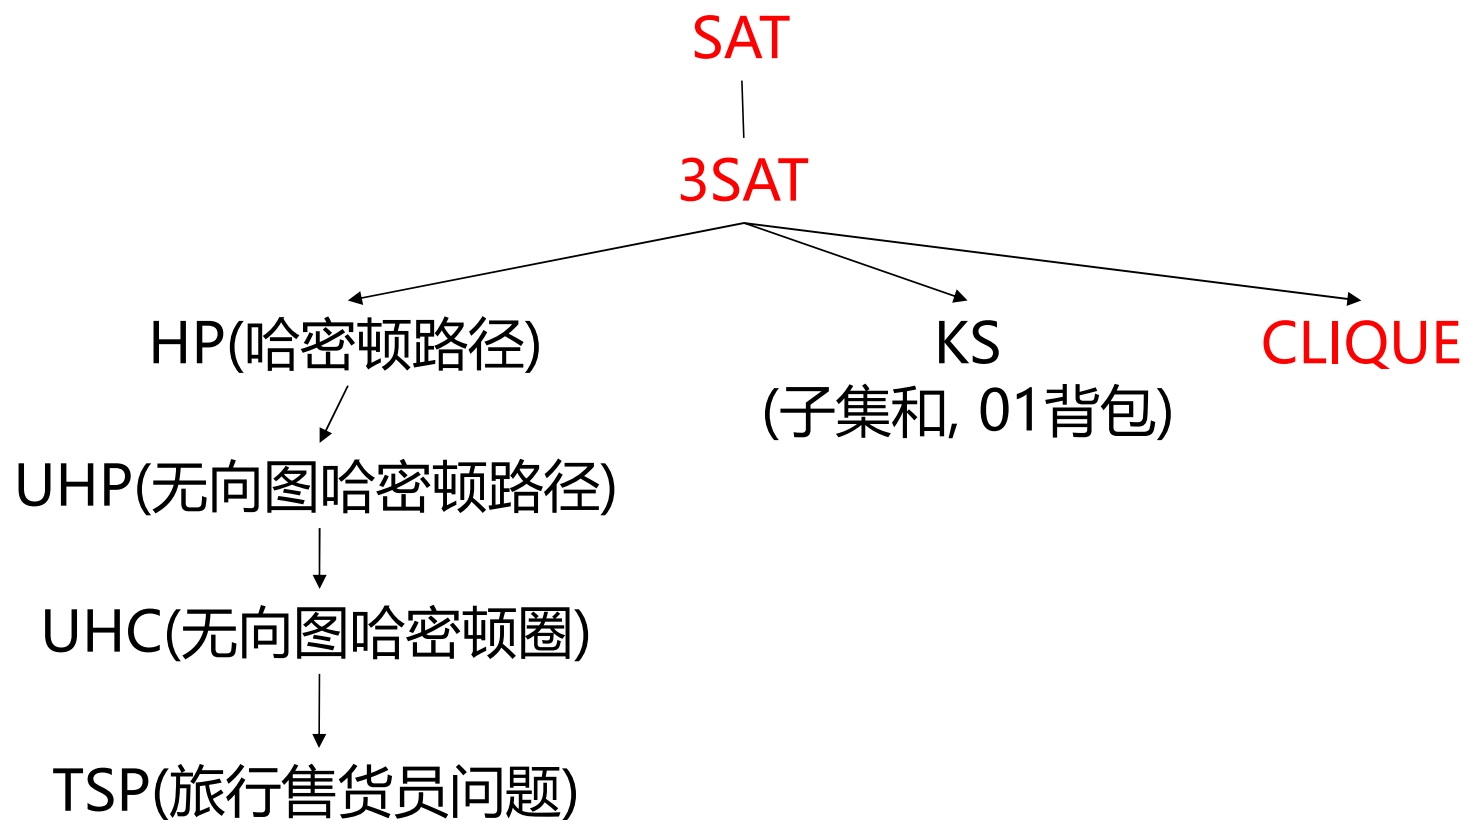 SAT
3SAT
HP(哈密顿路径)
KS
CLIQUE
(子集和, 01背包)
UHP(无向图哈密顿路径)
UHC(无向图哈密顿圈)
TSP(旅行售货员问题)